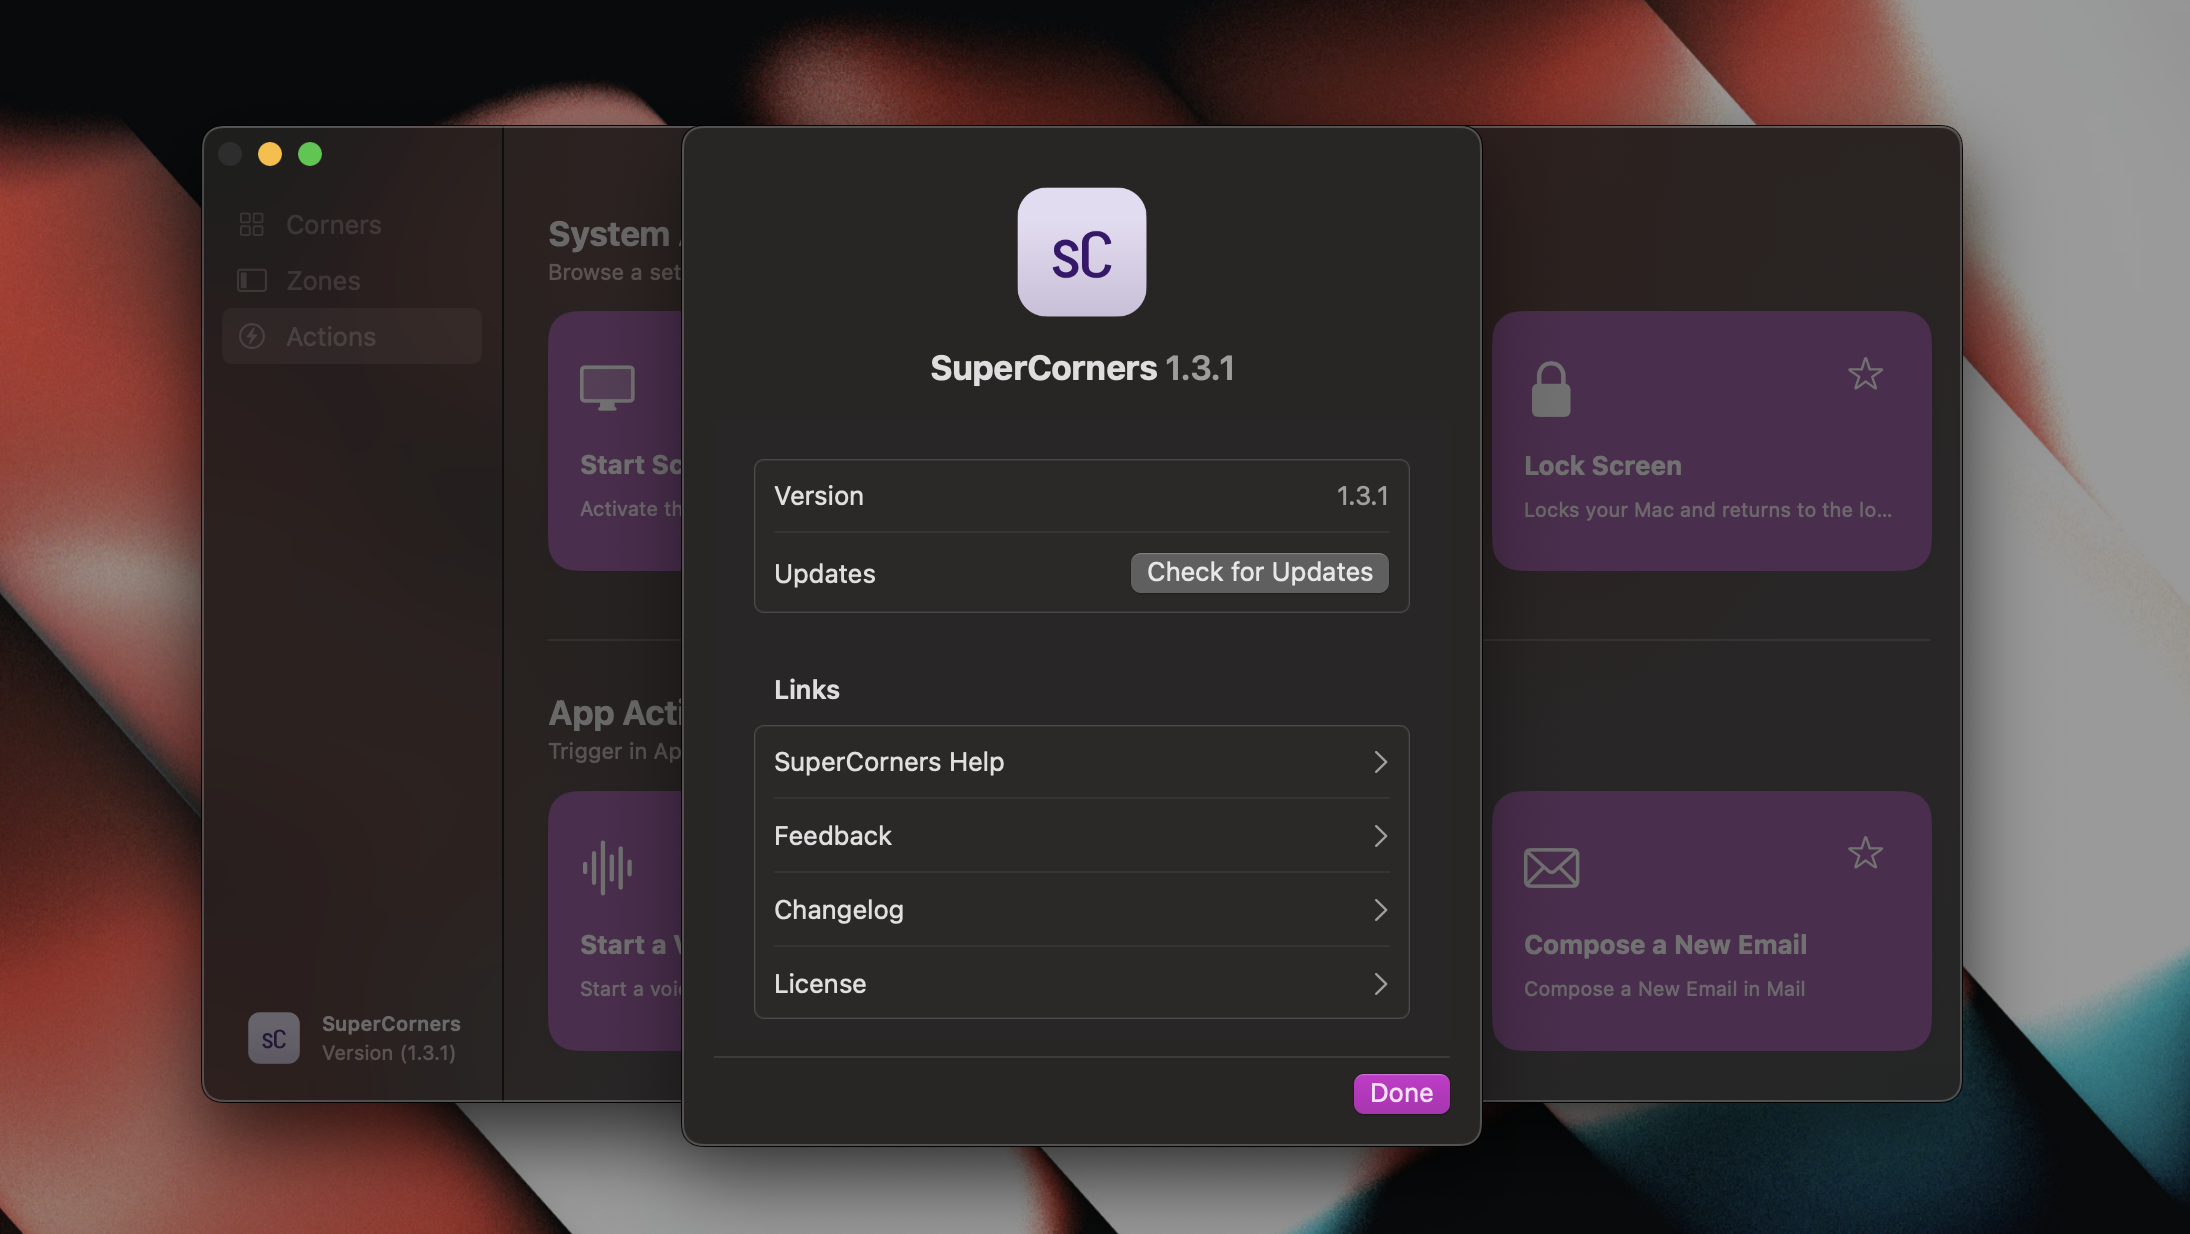 Corners
Zones
Actions
SuperCorners
Version (1.3.1)
System
Browse a set
Start Sc
Activate th
Lock Screen
Locks your Mac and returns to the lo...
App Acti
Trigger in Ap
Start a
Start a voi
Compose a New Email
Compose a New Email in Mail
sC
sC
SuperCorners 1.3.1
Version 1.3.1
Updates Check for Updates
Links
SuperCorners Help
Feedback
Changelog
License
Done